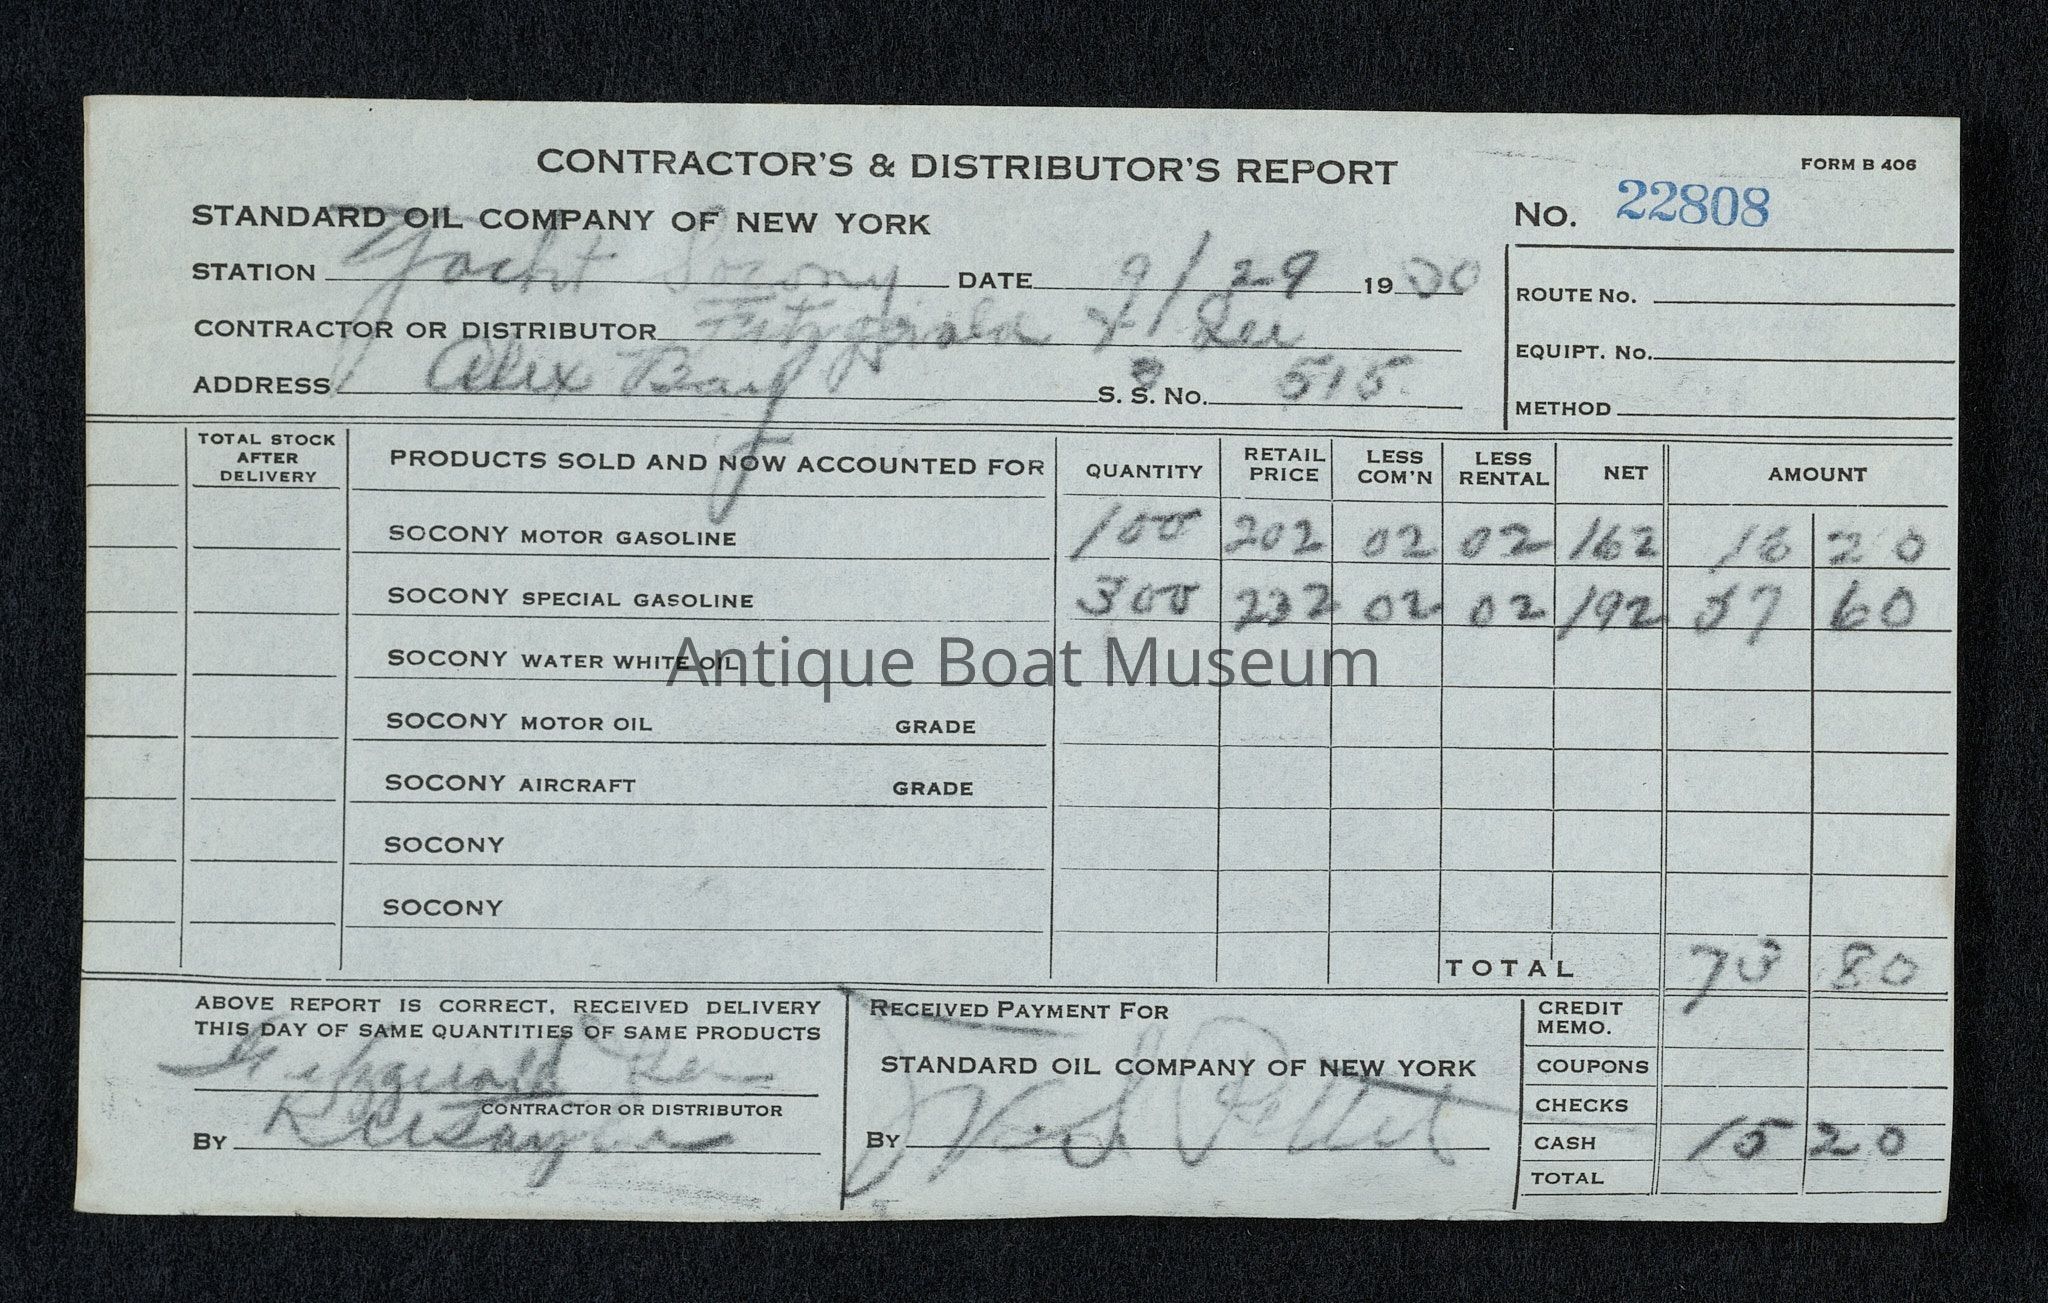 CONTRACTOR'S & DISTRIBUTOR'S REPORT
FORM B 406
STANDARD OIL COMPANY OF NEW YORK
No. 22808
STATION Yacht Socony DATE 9/29 1930
ROUTE No.
CONTRACTOR OR DISTRIBUTOR Fitzgerald & Lee
EQUIPT. No.
ADDRESS Alex Bay S. S. No. 515
METHOD
TOTAL STOCK AFTER DELIVERY PRODUCTS SOLD AND NOW ACCOUNTED FOR QUANTITY RETAIL PRICE LESS COM'N LESS RENTAL NET AMOUNT
SOCONY MOTOR GASOLINE 100 202 02 02 162 16 20
SOCONY SPECIAL GASOLINE 300 232 02 02 192 57 60
SOCONY WATER WHITE OIL
Antique Boat Museum
SOCONY MOTOR OIL GRADE
SOCONY AIRCRAFT GRADE
SOCONY
SOCONY
TOTAL 73 80
ABOVE REPORT IS CORRECT, RECEIVED DELIVERY
THIS DAY OF SAME QUANTITIES OF SAME PRODUCTS
Fitzgerald Lee
CONTRACTOR OR DISTRIBUTOR
BY
RECEIVED PAYMENT FOR
STANDARD OIL COMPANY OF NEW YORK
BY
CREDIT MEMO.
COUPONS
CHECKS
CASH 15 20
TOTAL